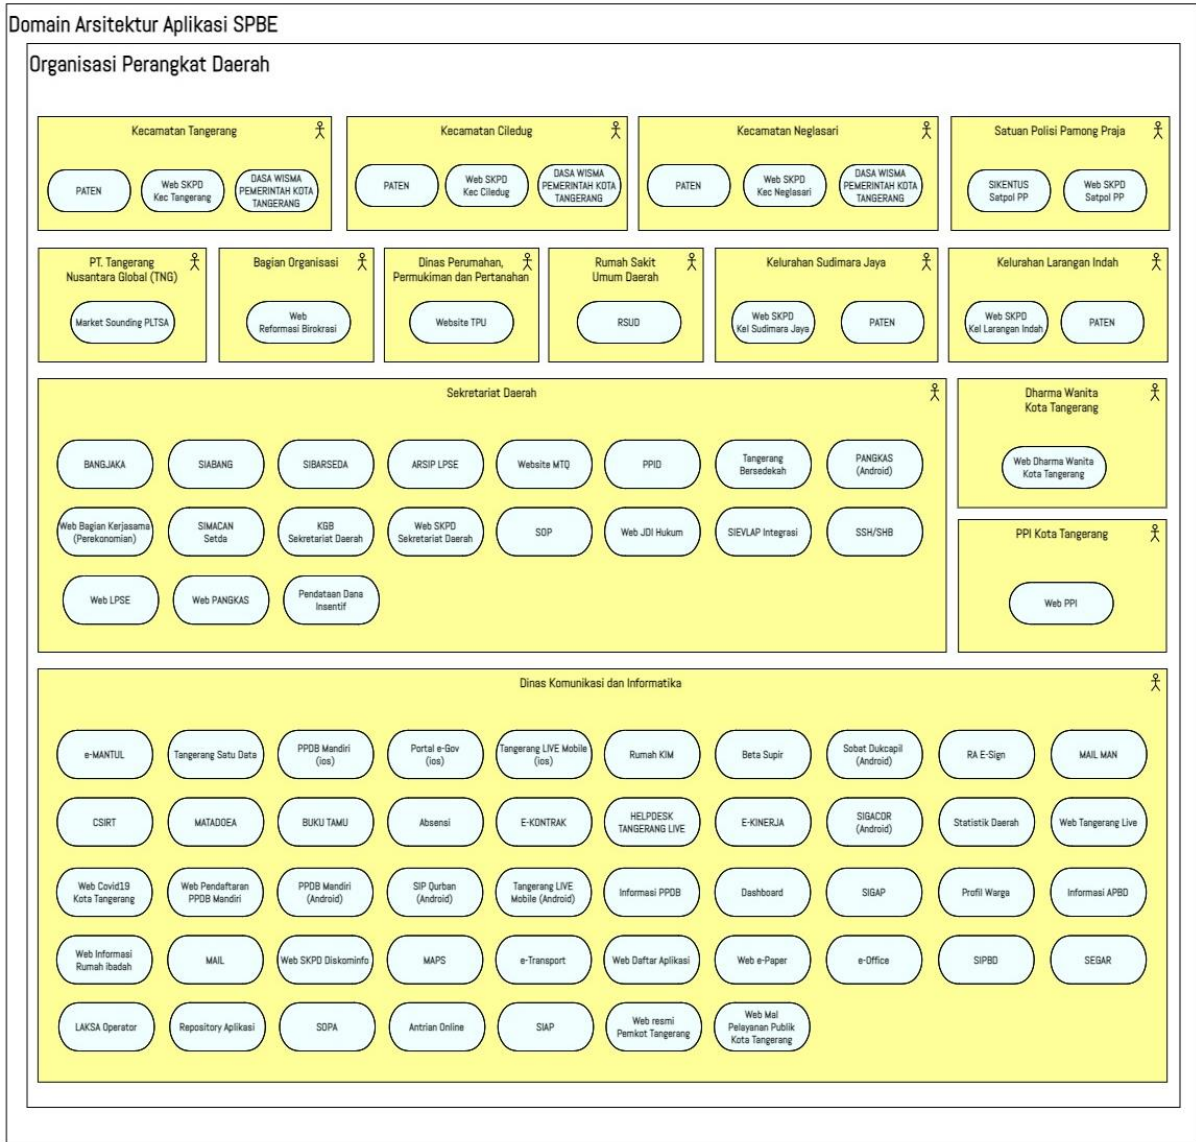 Domain Arsitektur Aplikasi SPBE
Organisasi Perangkat Daerah
Kecamatan Tangerang
PATEN
Web SKPD
Kec Tangerang
DASA WISMA
PEMERINTAH KOTA
TANGERANG
Kecamatan Ciledug
PATEN
Web SKPD
Kec Ciledug
DASA WISMA
PEMERINTAH KOTA
TANGERANG
Kecamatan Neglasari
PATEN
Web SKPD
Kec Neglasari
DASA WISMA
PEMERINTAH KOTA
TANGERANG
Satuan Polisi Pamong Praja
SIKENTUS
Satpol PP
Web SKPD
Satpol PP
PT. Tangerang
Nusantara Global (TNG)
Market Sounding PLTSA
Bagian Organisasi
Web
Reformasi Birokrasi
Dinas Perumahan,
Permukiman dan Pertanahan
Website TPU
Rumah Sakit
Umum Daerah
RSUD
Kelurahan Sudimara Jaya
Web SKPD
Kel Sudimara Jaya
PATEN
Kelurahan Larangan Indah
Web SKPD
Kel Larangan Indah
PATEN
Sekretariat Daerah
BANGJAKA
SIABANG
SIBARSEDA
ARSIP LPSE
Website MTQ
PPID
Tangerang
Bersedekah
PANGKAS
(Android)
Web Bagian Kerjasama
(Perekonomian)
SIMACAN
Setda
KGB
Sekretariat Daerah
Web SKPD
Sekretariat Daerah
SOP
Web JDI Hukum
SIEVLAP Integrasi
SSH/SHB
Web LPSE
Web PANGKAS
Pendataan Dana
Insentif
Dharma Wanita
Kota Tangerang
Web Dharma Wanita
Kota Tangerang
PPI Kota Tangerang
Web PPI
Dinas Komunikasi dan Informatika
e-MANTUL
Tangerang Satu Data
PPDB Mandiri
(ios)
Portal e-Gov
(ios)
Tangerang LIVE Mobile
(ios)
Rumah KIM
Beta Supir
Sobat Dukcapil
(Android)
RA E-Sign
MAIL MAN
CSIRT
MATADOEA
BUKU TAMU
Absensi
E-KONTRAK
HELPDESK
TANGERANG LIVE
E-KINERJA
SIGACOR
(Android)
Statistik Daerah
Web Tangerang Live
Web Covid19
Kota Tangerang
Web Pendaftaran
PPDB Mandiri
PPDB Mandiri
(Android)
SIP Qurban
(Android)
Tangerang LIVE
Mobile (Android)
Informasi PPDB
Dashboard
SIGAP
Profil Warga
Informasi APBD
Web Informasi
Rumah ibadah
MAIL
Web SKPD Diskominfo
MAPS
e-Transport
Web Daftar Aplikasi
Web e-Paper
e-Office
SIPBD
SEGAR
LAKSA Operator
Repository Aplikasi
SOPA
Antrian Online
SIAP
Web resmi
Pemkot Tangerang
Web Mal
Pelayanan Publik
Kota Tangerang